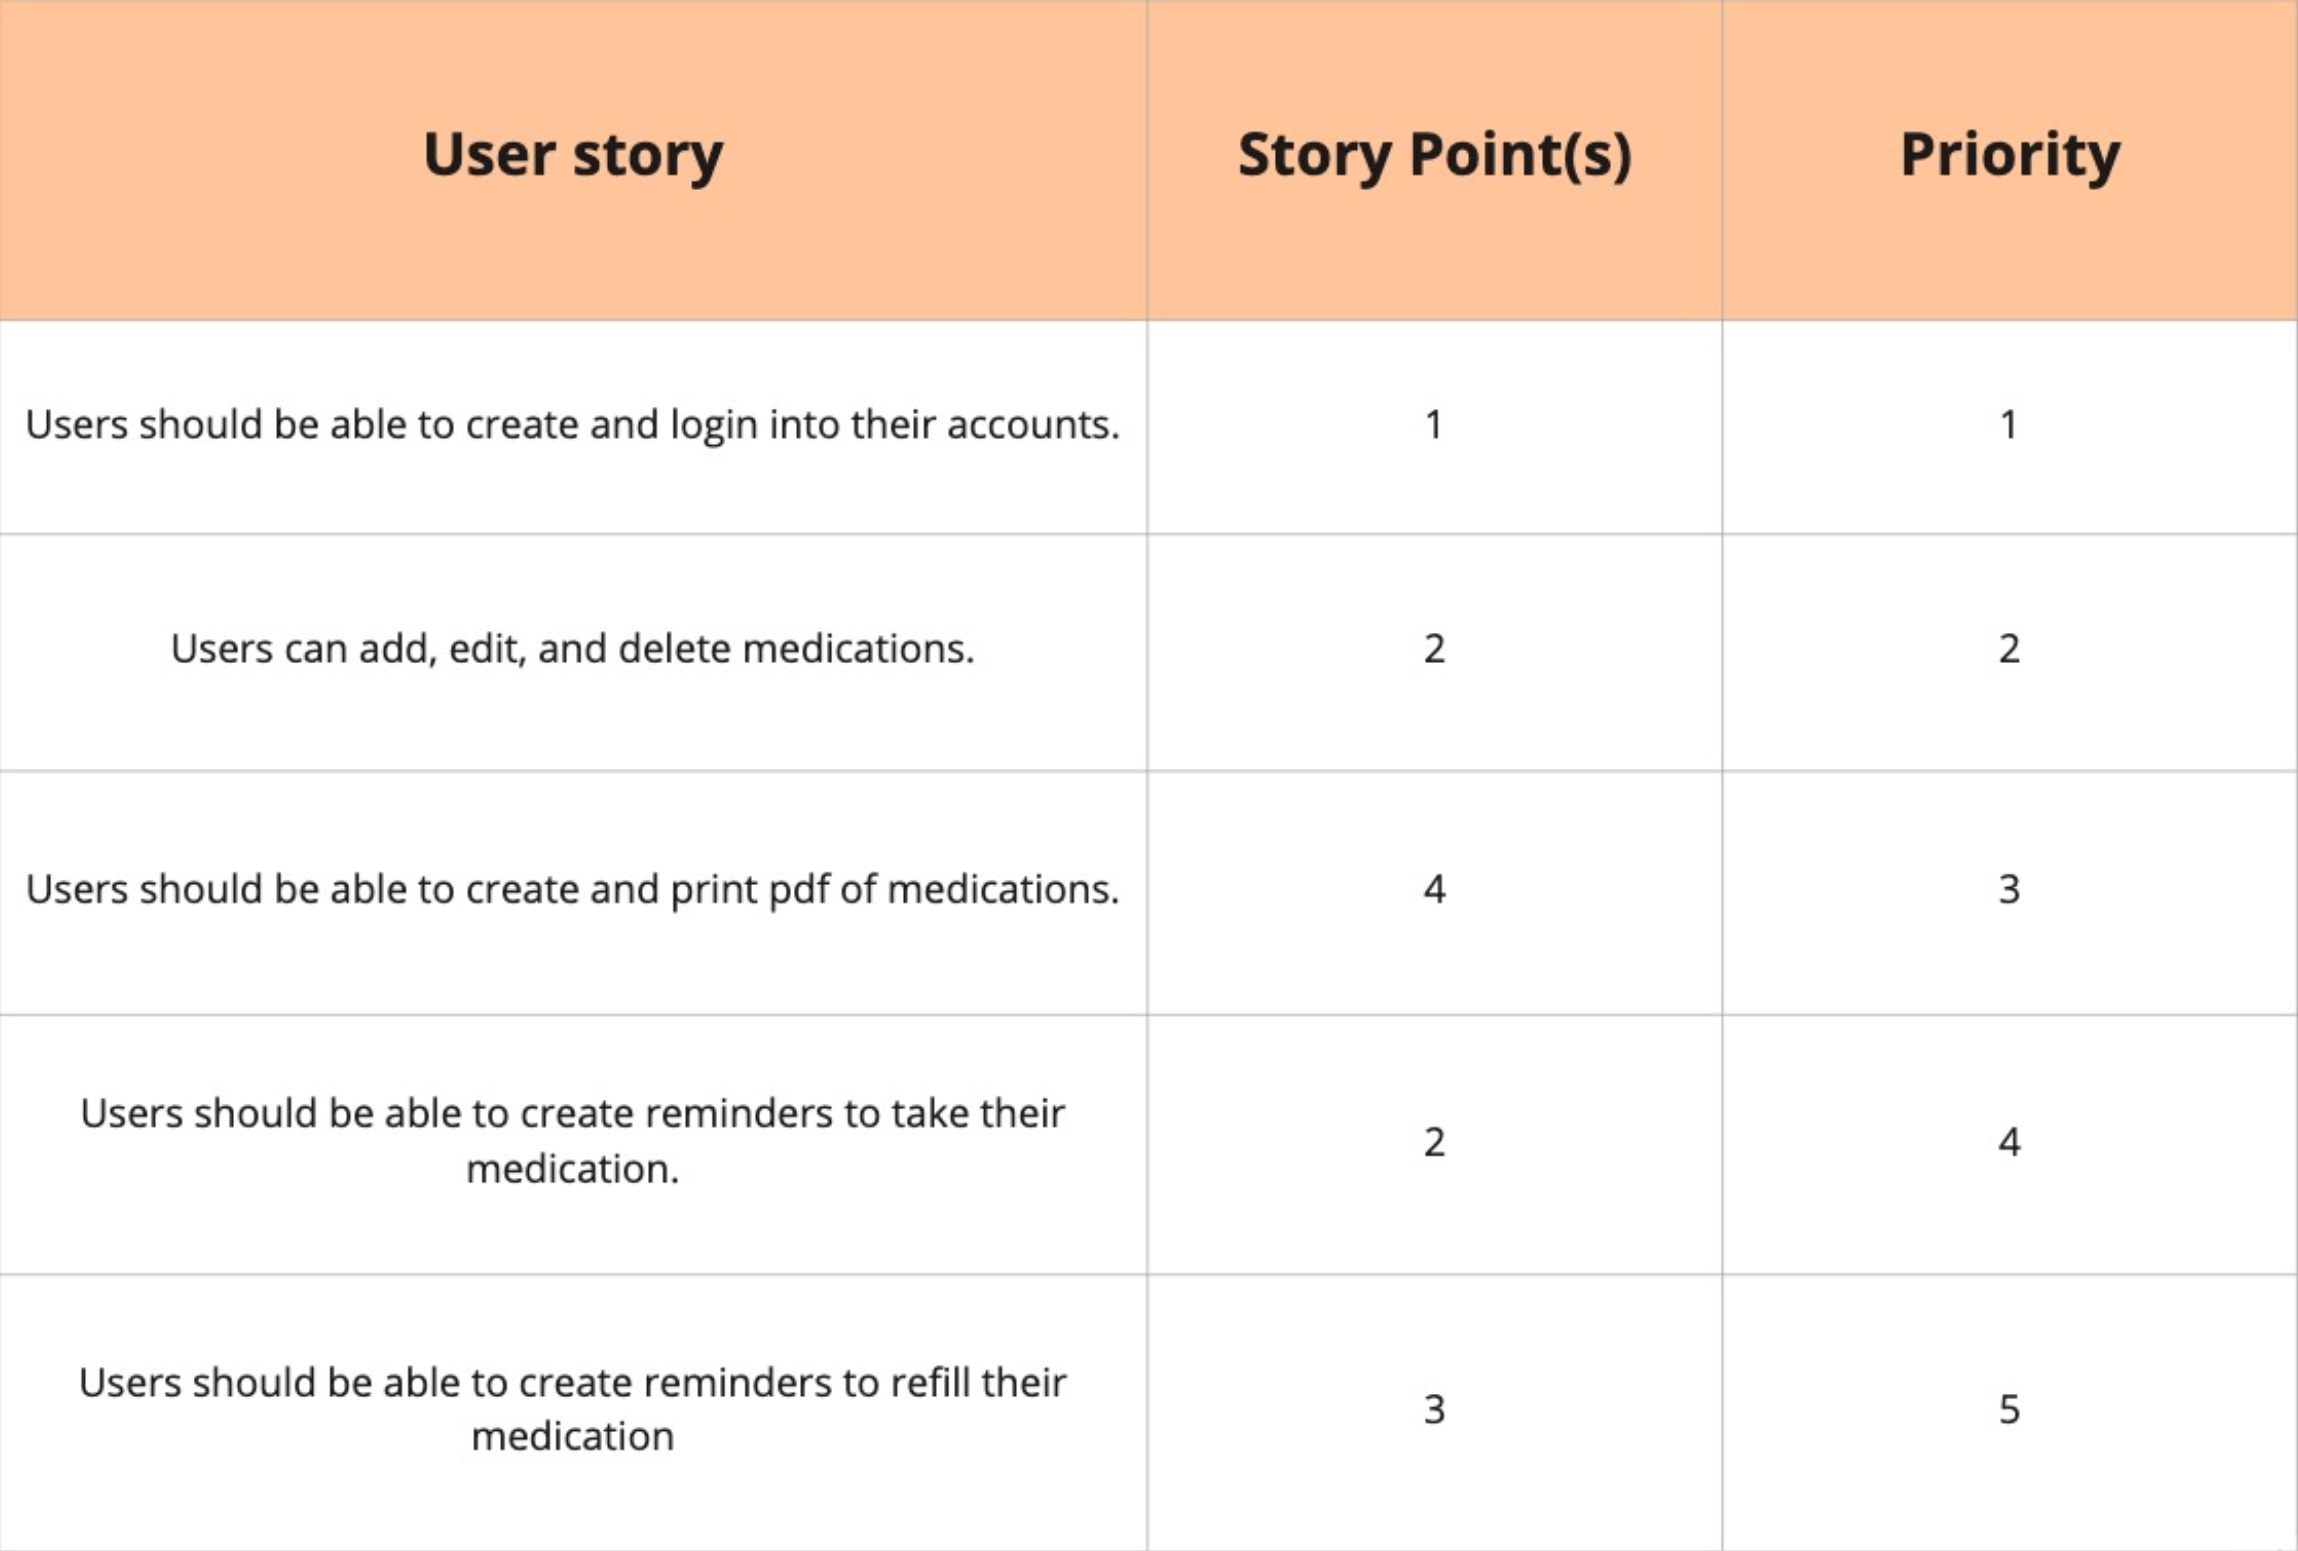 User story Story Point(s) Priority
Users should be able to create and login into their accounts. 1 1
Users can add, edit, and delete medications. 2 2
Users should be able to create and print pdf of medications. 4 3
Users should be able to create reminders to take their
medication. 2 4
Users should be able to create reminders to refill their
medication 3 5